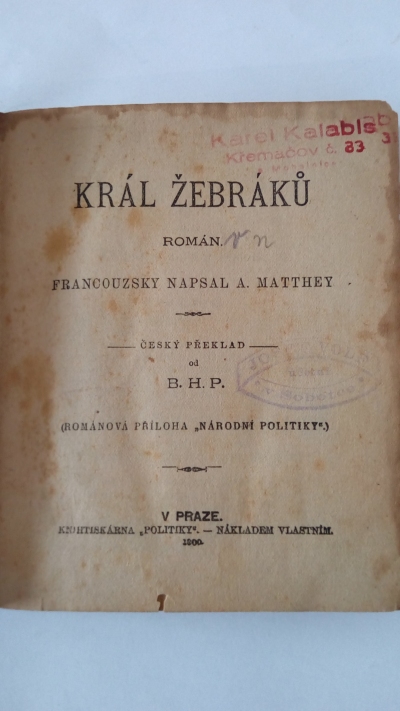 Karel Kalabis
Křemačov č. 83
KRÁL ŽEBRÁKŮ
ROMÁN.
v n
FRANCOUZSKY NAPSAL A. MATTHEY
ČESKÝ PŘEKLAD
od
B. H. P.
(ROMÁNOVÁ PŘÍLOHA „NÁRODNÍ POLITIKY“.)
V PRAZE.
KNIHTISKÁRNA „POLITIKY“. — NÁKLADEM VLASTNÍM.
1900.